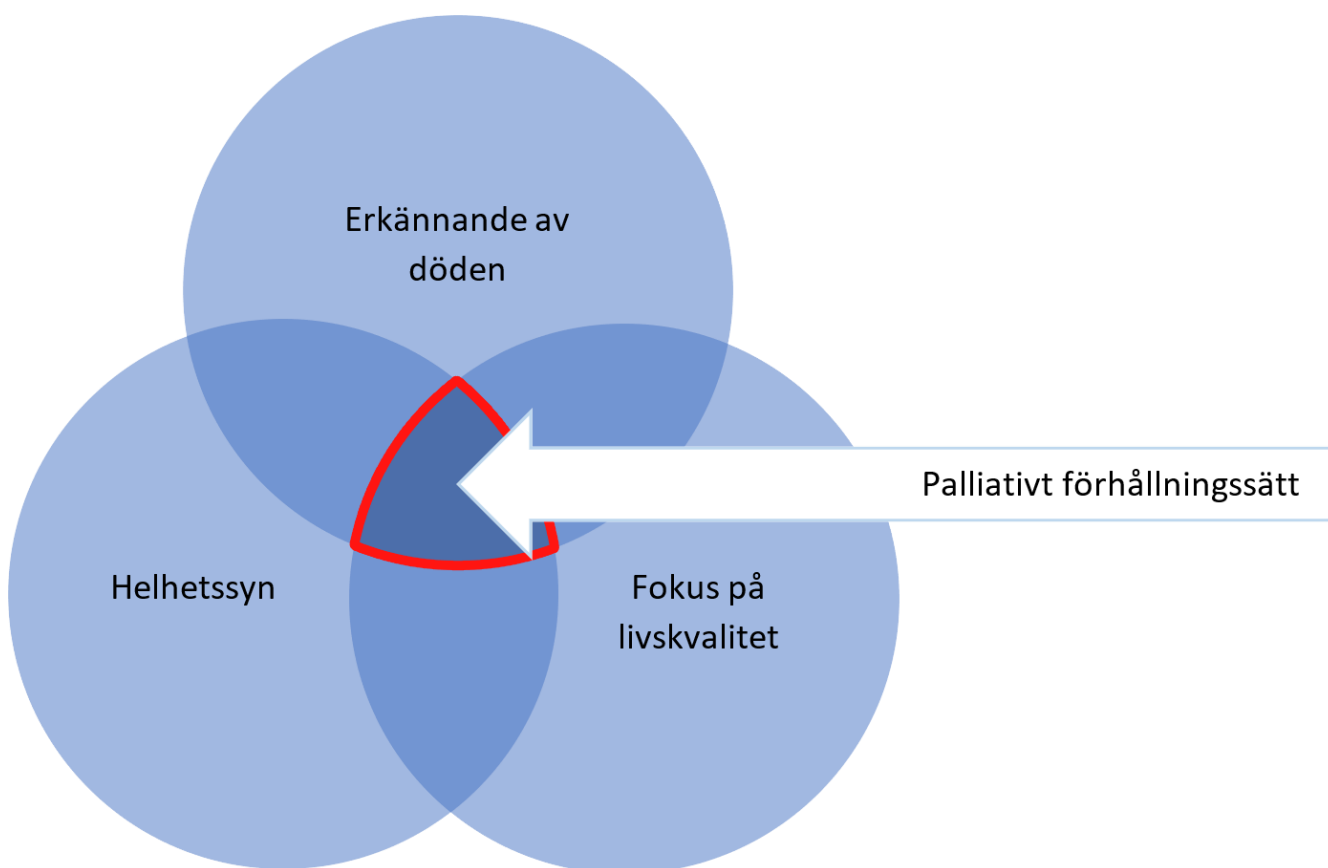 Erkännande av
döden
Palliativt förhållningssätt
Helhetssyn
Fokus på
livskvalitet